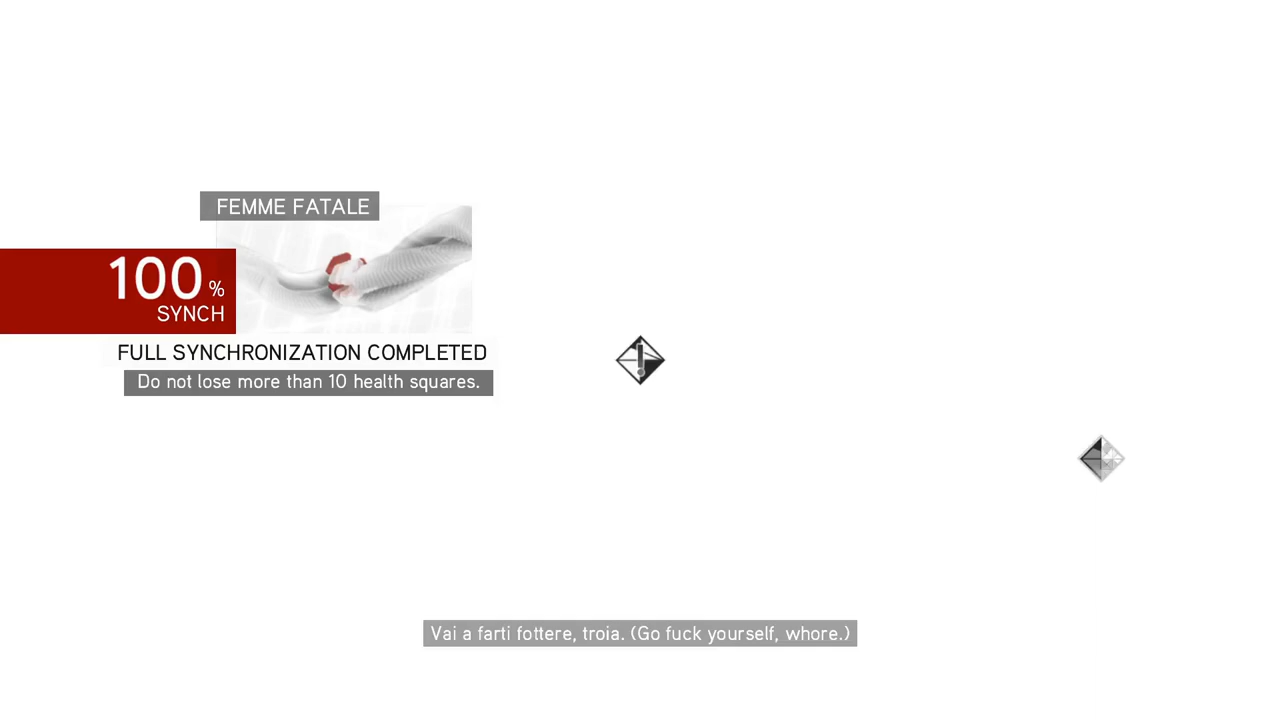 FEMME FATALE
100 %
SYNCH
FULL SYNCHRONIZATION COMPLETED
Do not lose more than 10 health squares.
Vai a farti fottere, troia. (Go fuck yourself, whore.)